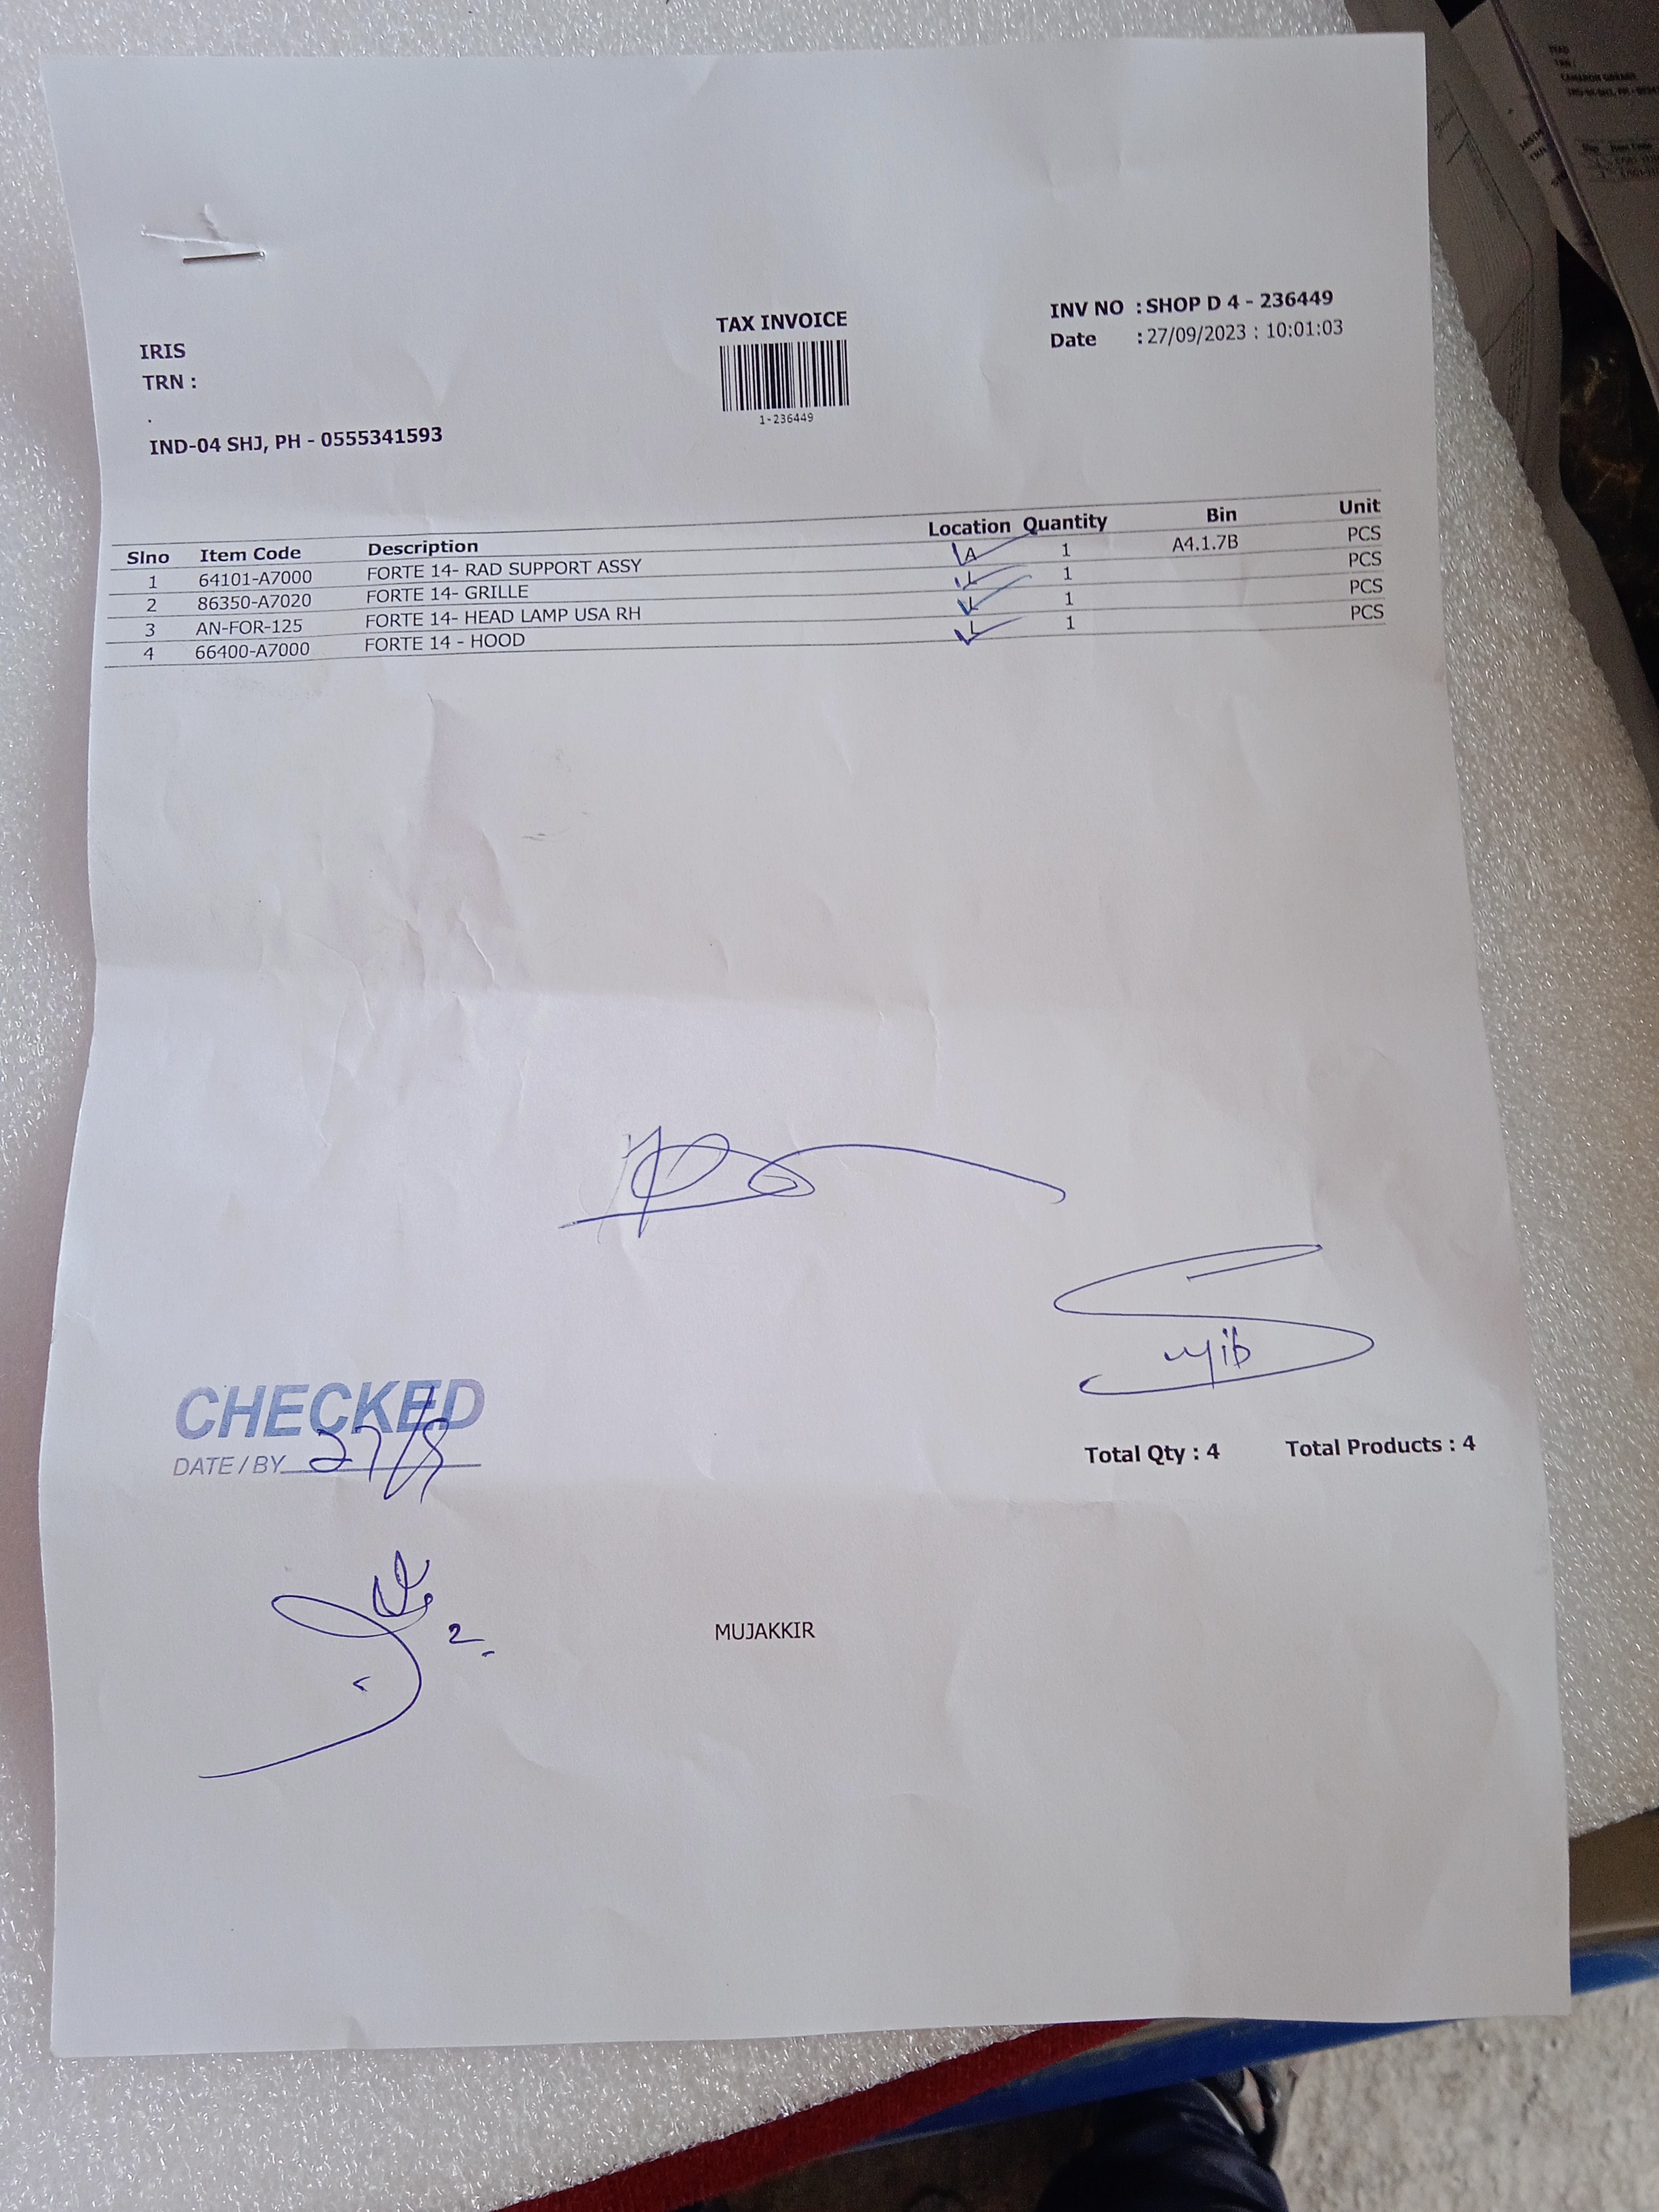 TAX INVOICE
INV NO : SHOP D 4 - 236449
Date : 27/09/2023 : 10:01:03
IRIS
TRN :
.
1-236449
IND-04 SHJ, PH - 0555341593
Slno Item Code Description Location Quantity Bin Unit
1 64101-A7000 FORTE 14- RAD SUPPORT ASSY A 1 A4.1.7B PCS
2 86350-A7020 FORTE 14- GRILLE L 1 PCS
3 AN-FOR-125 FORTE 14- HEAD LAMP USA RH L 1 PCS
4 66400-A7000 FORTE 14 - HOOD L 1 PCS
CHECKED
DATE / BY 27/9
Total Qty : 4 Total Products : 4
2
MUJAKKIR